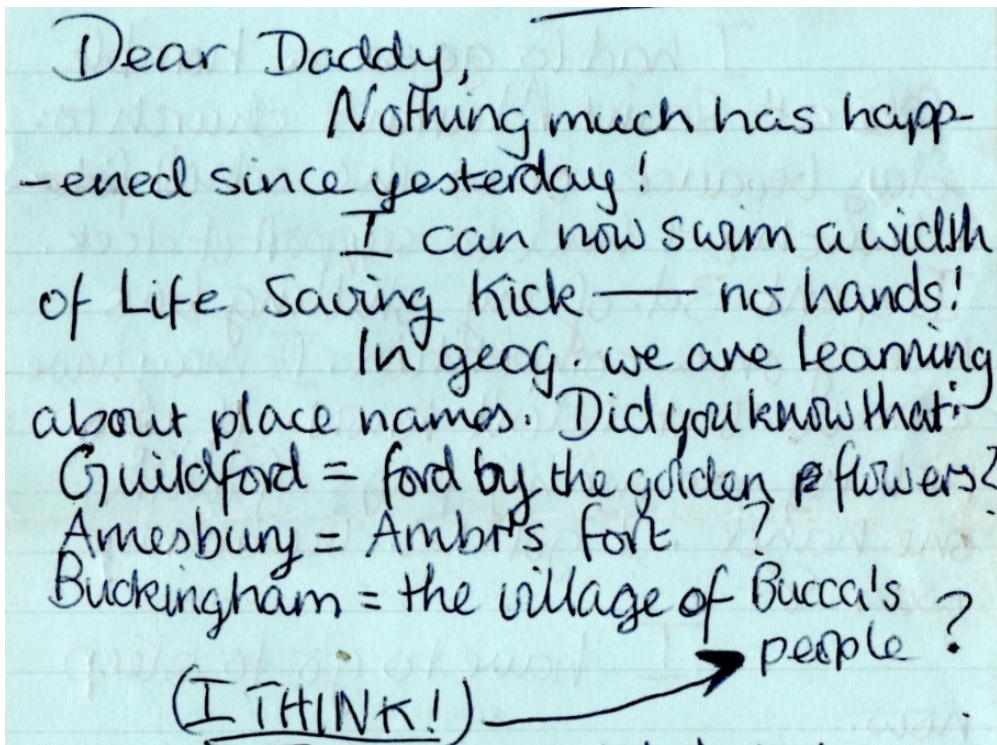 Dear Daddy,
Nothing much has happ-
-ened since yesterday!
I can now swim a width
of Life Saving Kick — no hands!
In geog. we are learning
about place names. Did you know that:-
Guildford = ford by the golden flowers?
Amesbury = Ambr's fort ?
Buckingham = the village of Bucca's
people ?
(I THINK!)